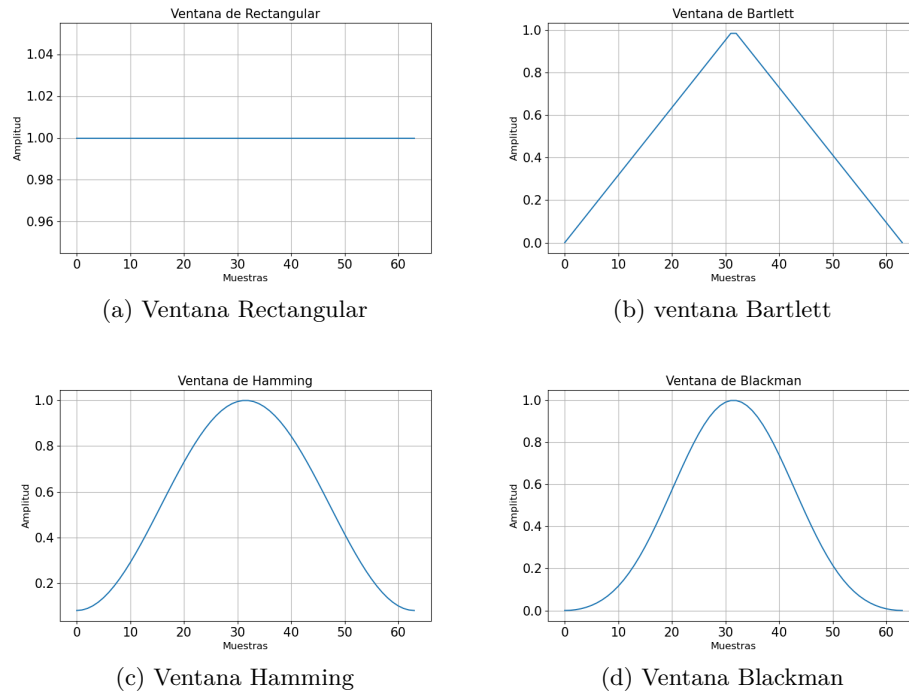 Ventana de Rectangular
1.04
1.02
1.00
0.98
0.96
Amplitud
0 10 20 30 40 50 60
Muestras
(a) Ventana Rectangular
Ventana de Bartlett
1.0
0.8
0.6
0.4
0.2
0.0
Amplitud
0 10 20 30 40 50 60
Muestras
(b) ventana Bartlett
Ventana de Hamming
1.0
0.8
0.6
0.4
0.2
Amplitud
0 10 20 30 40 50 60
Muestras
(c) Ventana Hamming
Ventana de Blackman
1.0
0.8
0.6
0.4
0.2
0.0
Amplitud
0 10 20 30 40 50 60
Muestras
(d) Ventana Blackman